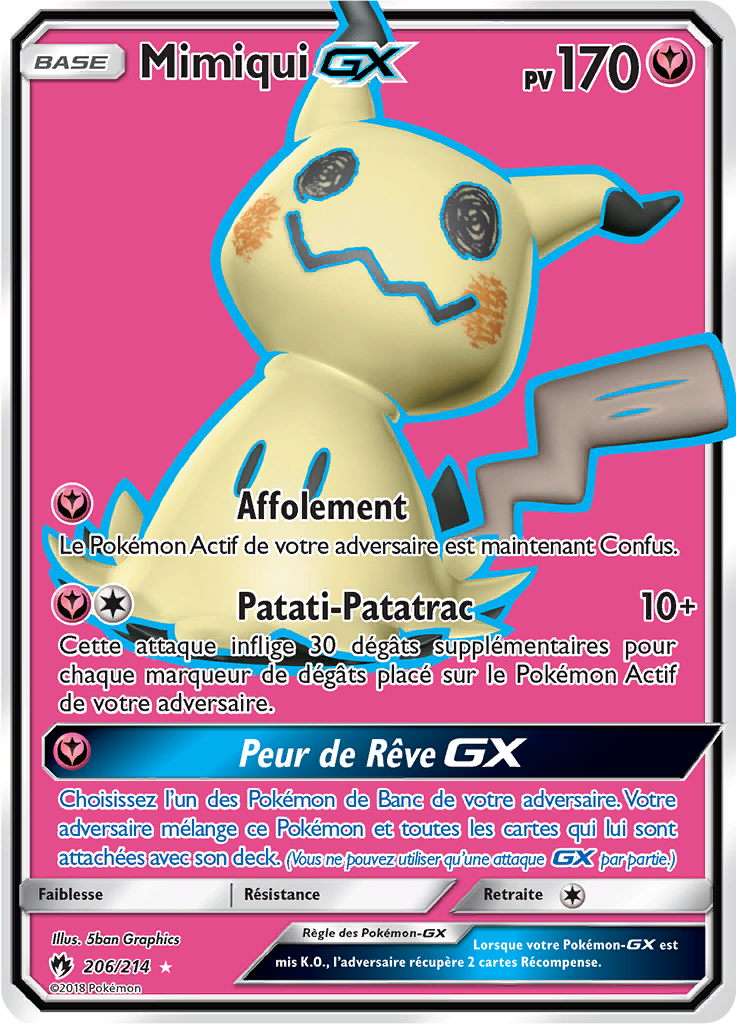 BASE Mimiqui GX PV 170
Affolement
Le Pokémon Actif de votre adversaire est maintenant Confus.
Patati-Patatrac 10+
Cette attaque inflige 30 dégâts supplémentaires pour
chaque marqueur de dégâts placé sur le Pokémon Actif
de votre adversaire.
Peur de Rêve GX
Choisissez l'un des Pokémon de Banc de votre adversaire. Votre
adversaire mélange ce Pokémon et toutes les cartes qui lui sont
attachées avec son deck. (Vous ne pouvez utiliser qu'une attaque GX par partie.)
Faiblesse Résistance Retraite
Illus. 5ban Graphics
206/214
©2018 Pokémon
Règle des Pokémon-GX
Lorsque votre Pokémon-GX est
mis K.O., l'adversaire récupère 2 cartes Récompense.